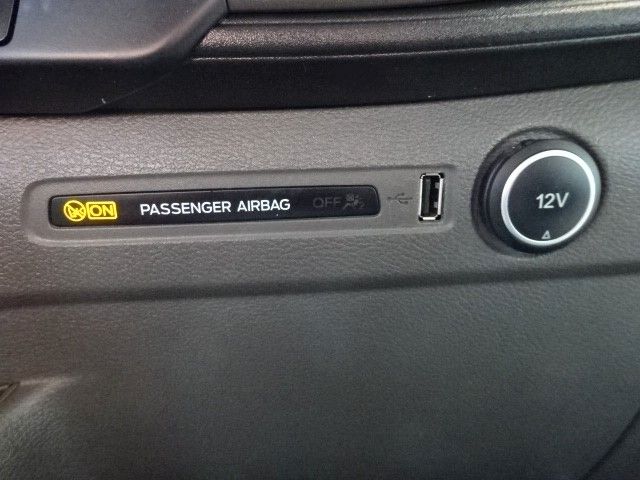 ON PASSENGER AIRBAG OFF
12V